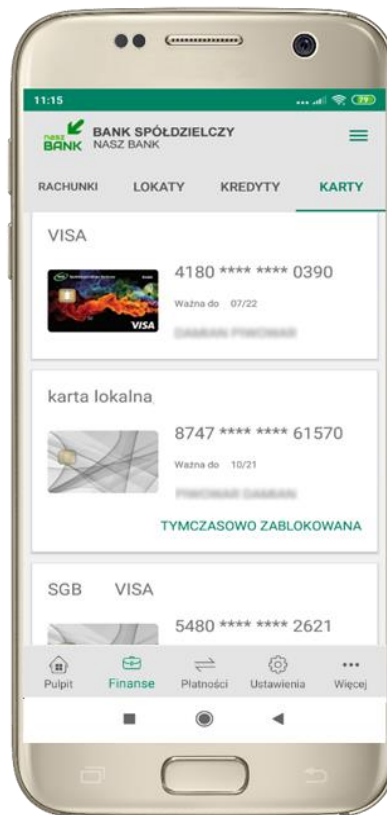 11:15
79
nasz
BANK
BANK SPÓŁDZIELCZY
NASZ BANK
RACHUNKI LOKATY KREDYTY KARTY
VISA
4180 **** **** 0390
Ważna do 07/22
VISA
karta lokalna
8747 **** **** 61570
Ważna do 10/21
TYMCZASOWO ZABLOKOWANA
SGB VISA
5480 **** **** 2621
Pulpit Finanse Płatności Ustawienia Więcej